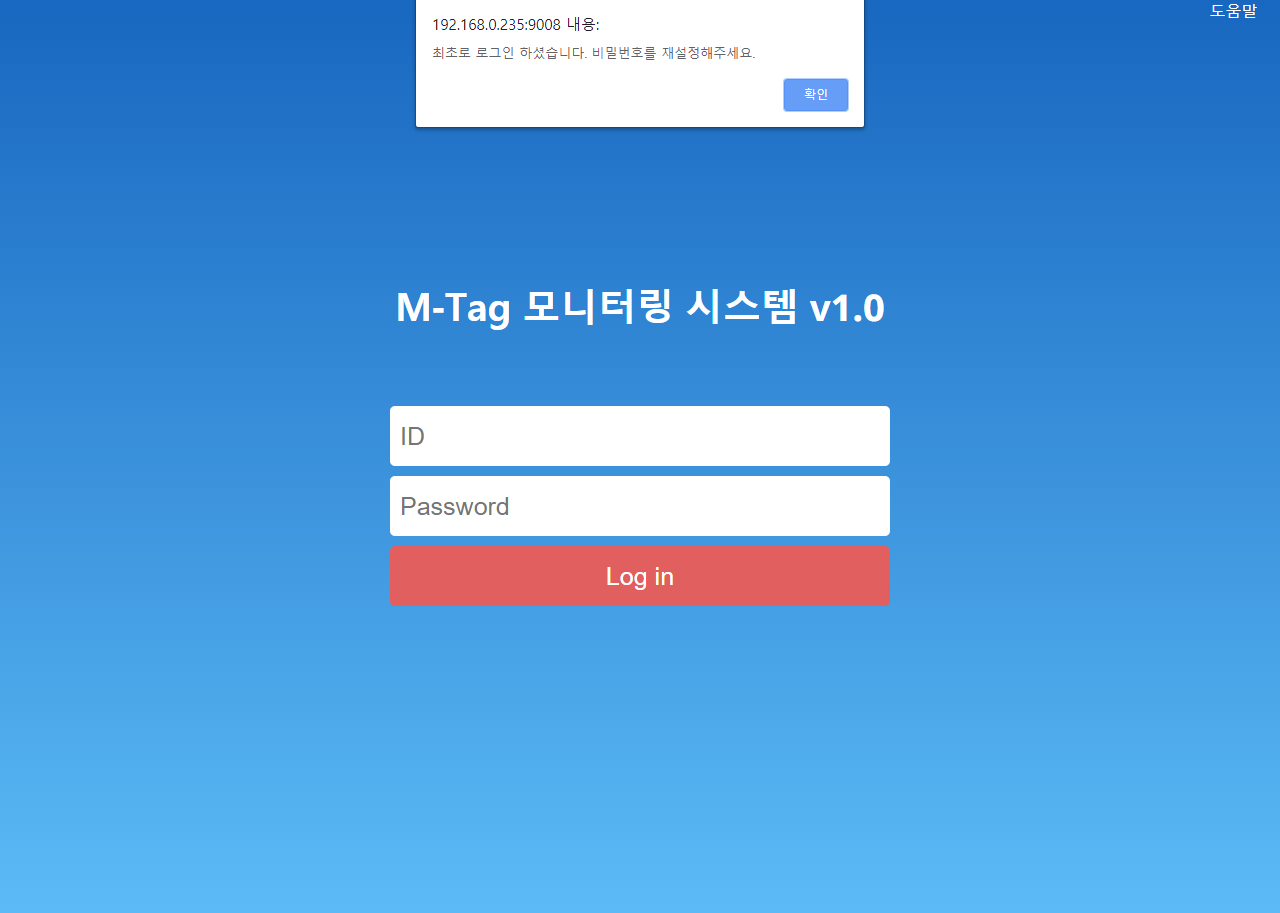 192.168.0.235:9008 내용:
최초로 로그인 하셨습니다. 비밀번호를 재설정해주세요.
확인
도움말
M-Tag 모니터링 시스템 v1.0
ID
Password
Log in